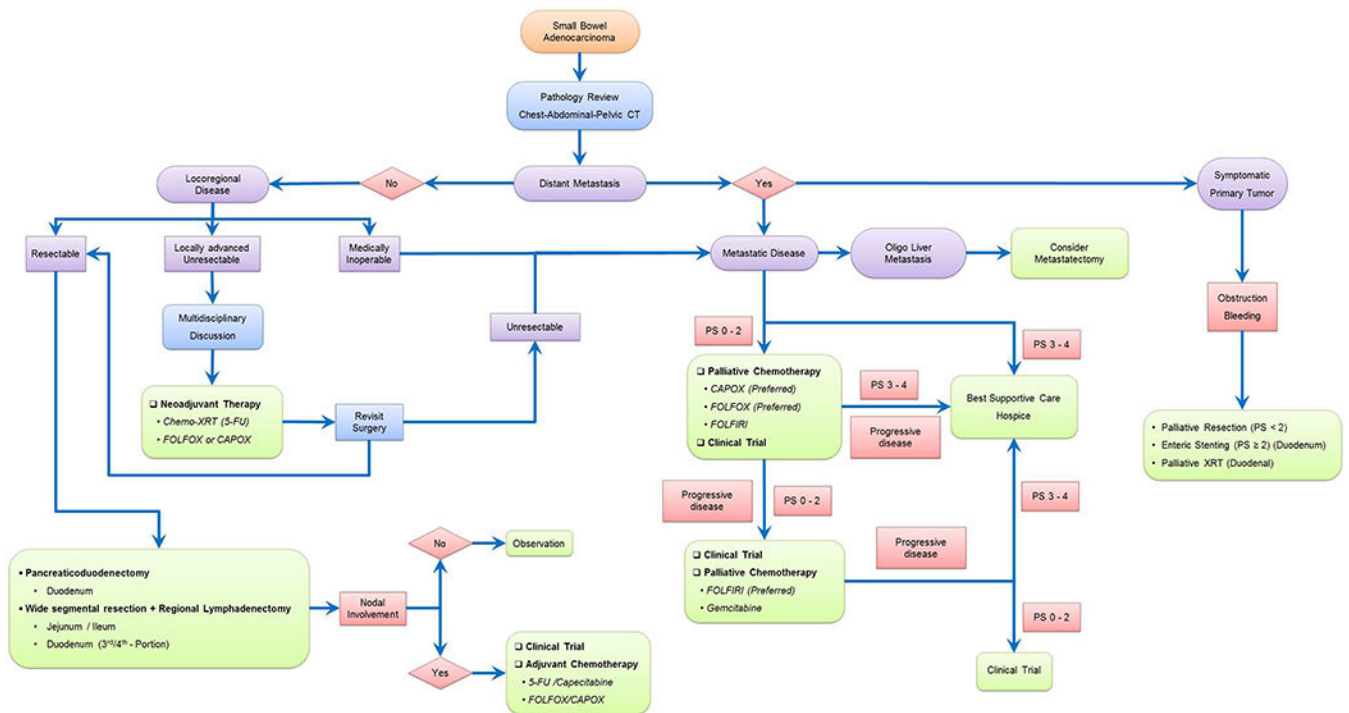 Small Bowel
Adenocarcinoma
Pathology Review
Chest-Abdominal-Pelvic CT
Locoregional
Disease
No
Distant Metastasis
Yes
Symptomatic
Primary Tumor
Resectable
Locally advanced
Unresectable
Medically
Inoperable
Metastatic Disease
Oligo Liver
Metastasis
Consider
Metastatectomy
Multidisciplinary
Discussion
Unresectable
Obstruction
Bleeding
PS 0 - 2
PS 3 - 4
❑ Neoadjuvant Therapy
• Chemo-XRT (5-FU)
• FOLFOX or CAPOX
Revisit
Surgery
❑ Palliative Chemotherapy
• CAPOX (Preferred)
• FOLFOX (Preferred)
• FOLFIRI
❑ Clinical Trial
PS 3 - 4
Progressive
disease
Best Supportive Care
Hospice
• Palliative Resection (PS < 2)
• Enteric Stenting (PS ≥ 2) (Duodenum)
• Palliative XRT (Duodenal)
Progressive
disease
PS 0 - 2
PS 3 - 4
Progressive
disease
❑ Clinical Trial
❑ Palliative Chemotherapy
• FOLFIRI (Preferred)
• Gemcitabine
PS 0 - 2
Clinical Trial
• Pancreaticoduodenectomy
• Duodenum
• Wide segmental resection + Regional Lymphadenectomy
• Jejunum / Ileum
• Duodenum (3rd/4th - Portion)
Nodal
Involvement
No
Observation
Yes
❑ Clinical Trial
❑ Adjuvant Chemotherapy
• 5-FU /Capecitabine
• FOLFOX/CAPOX